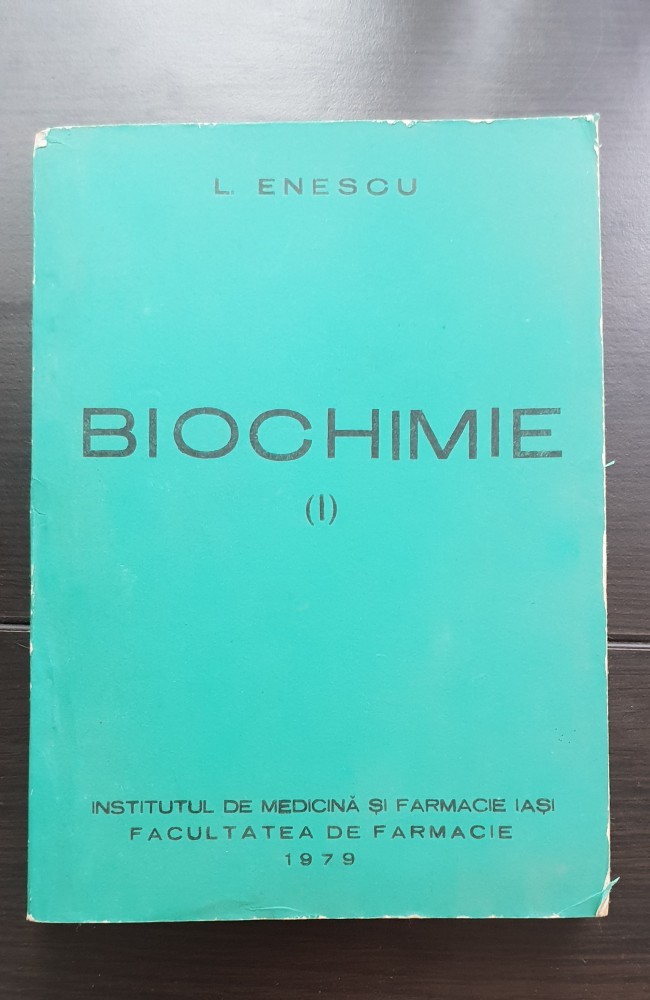 L. ENESCU
BIOCHIMIE
(I)
INSTITUTUL DE MEDICINĂ ȘI FARMACIE IAȘI
FACULTATEA DE FARMACIE
1979